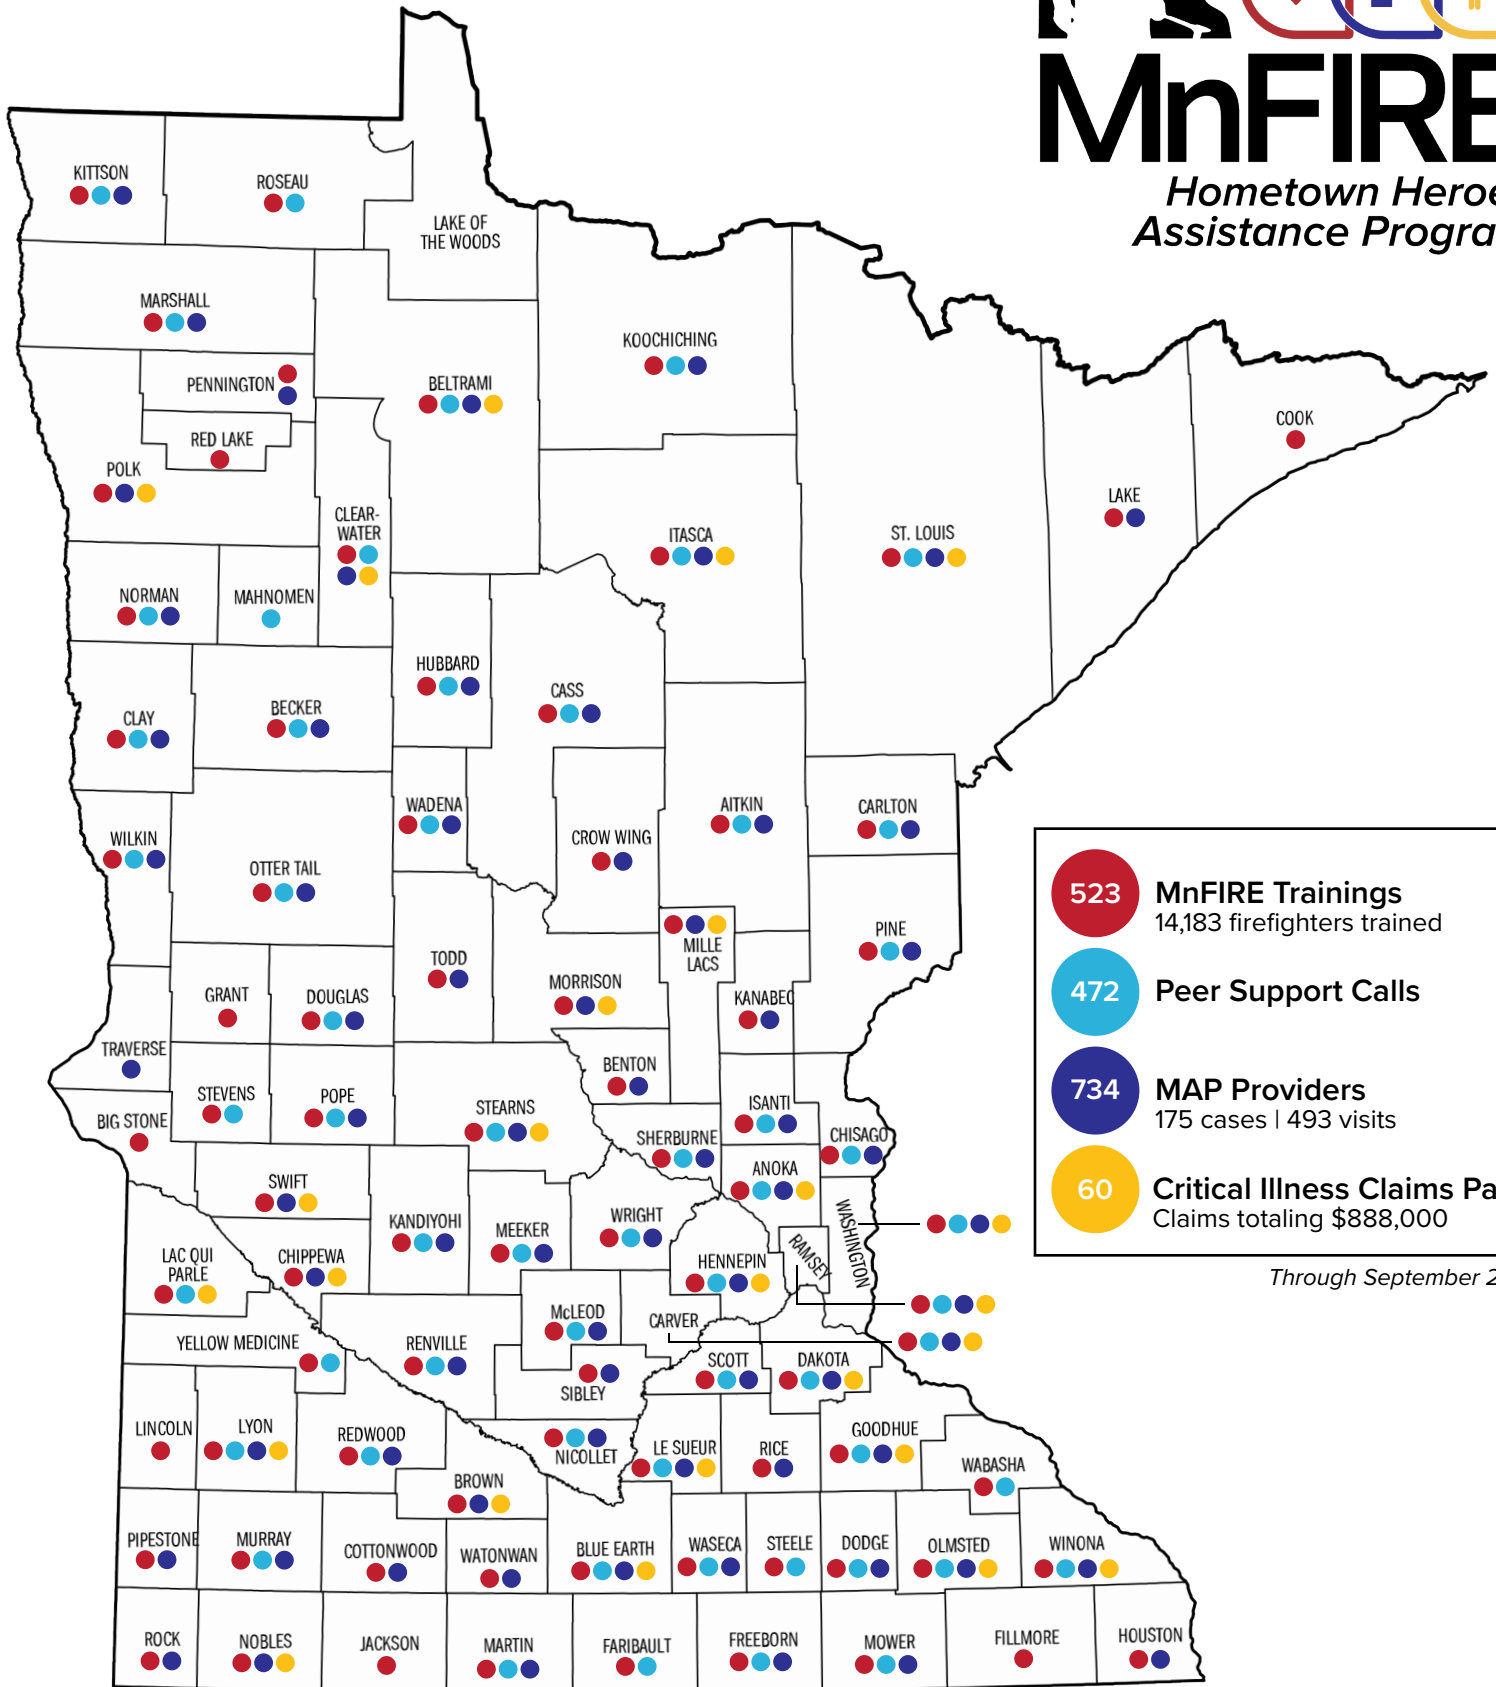 MnFIRE
Hometown Heroe
Assistance Progra
KITTSON
ROSEAU
LAKE OF
THE WOODS
MARSHALL
KOOCHICHING
PENNINGTON
BELTRAMI
RED LAKE
COOK
POLK
LAKE
CLEAR-
WATER
ITASCA
ST. LOUIS
NORMAN
MAHNOMEN
HUBBARD
CASS
CLAY
BECKER
WADENA
AITKIN
CARLTON
WILKIN
CROW WING
OTTER TAIL
PINE
TODD
MILLE
LACS
MORRISON
GRANT
DOUGLAS
KANABEC
TRAVERSE
BENTON
STEVENS
POPE
STEARNS
ISANTI
BIG STONE
SHERBURNE
CHISAGO
ANOKA
SWIFT
KANDIYOHI
MEEKER
WRIGHT
WASHINGTON
LAC QUI
PARLE
CHIPPEWA
HENNEPIN
RAMSEY
McLEOD
CARVER
YELLOW MEDICINE
RENVILLE
SCOTT
DAKOTA
SIBLEY
LINCOLN
LYON
REDWOOD
NICOLLET
LE SUEUR
RICE
GOODHUE
WABASHA
BROWN
PIPESTONE
MURRAY
COTTONWOOD
WATONWAN
BLUE EARTH
WASECA
STEELE
DODGE
OLMSTED
WINONA
ROCK
NOBLES
JACKSON
MARTIN
FARIBAULT
FREEBORN
MOWER
FILLMORE
HOUSTON
523 MnFIRE Trainings
14,183 firefighters trained
472 Peer Support Calls
734 MAP Providers
175 cases | 493 visits
60 Critical Illness Claims Pa
Claims totaling $888,000
Through September 2